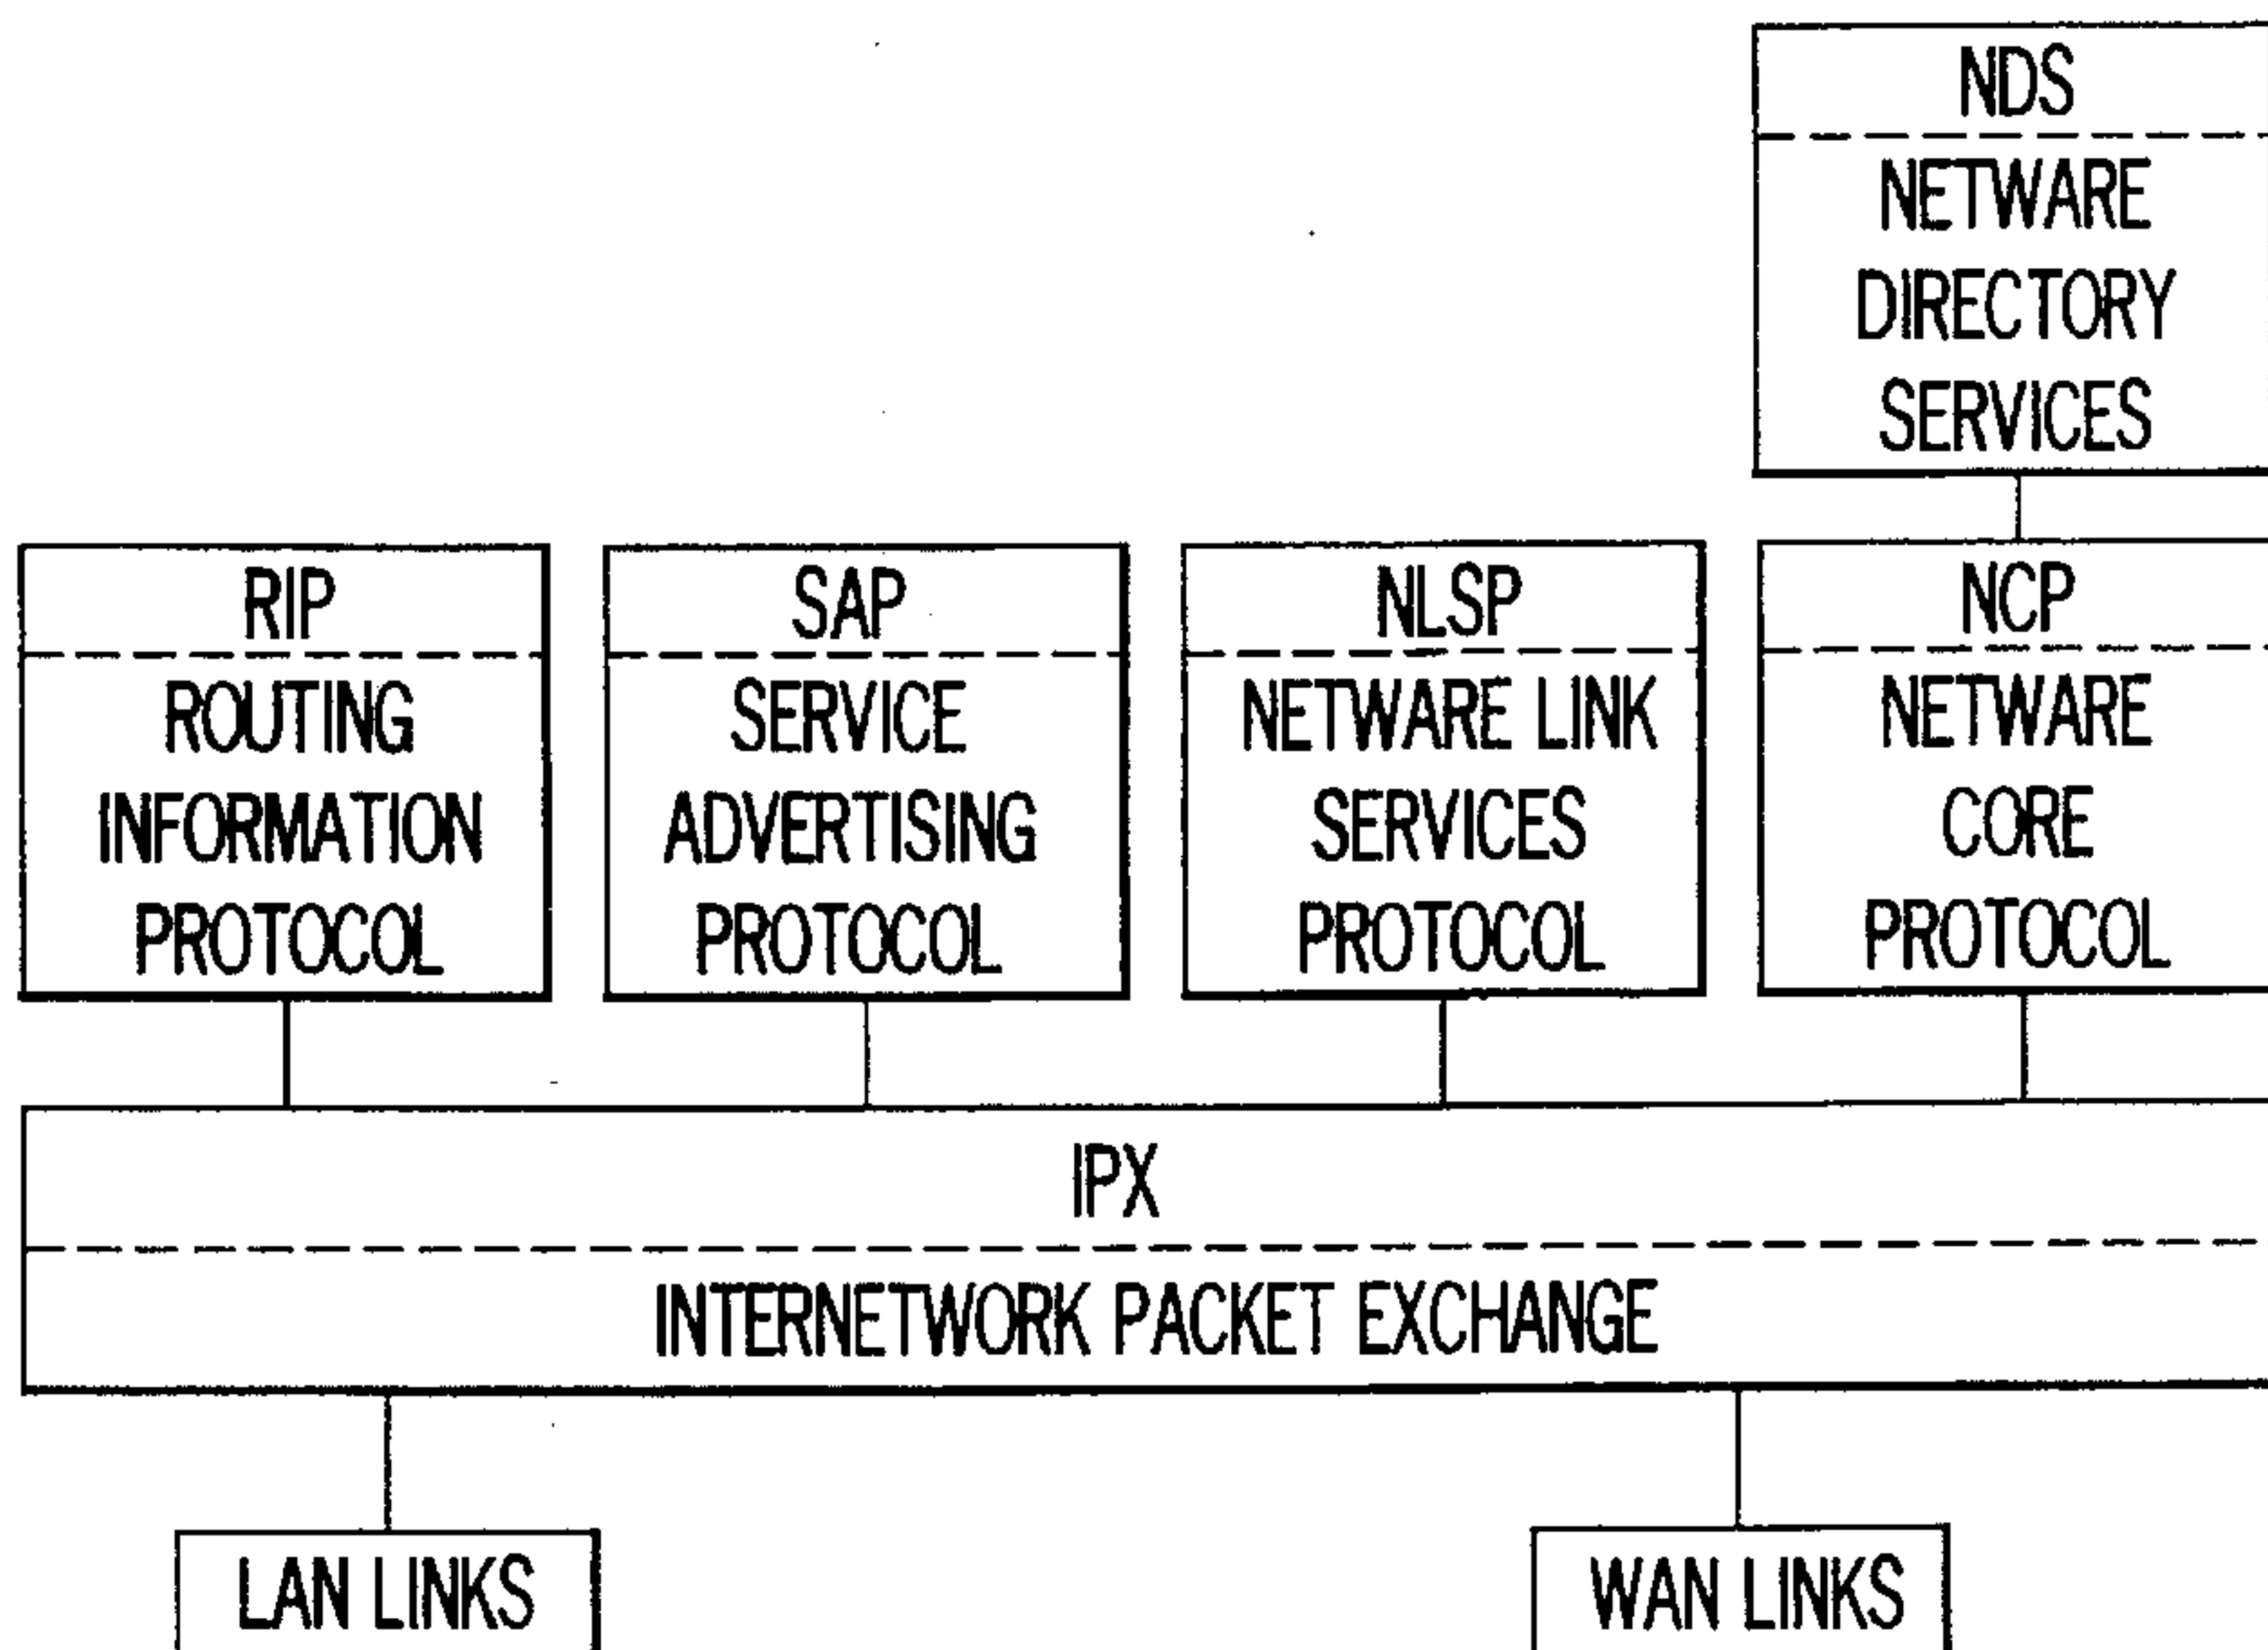 NDS
NETWARE
DIRECTORY
SERVICES
RIP
ROUTING
INFORMATION
PROTOCOL
SAP
SERVICE
ADVERTISING
PROTOCOL
NLSP
NETWARE LINK
SERVICES
PROTOCOL
NCP
NETWARE
CORE
PROTOCOL
IPX
INTERNETWORK PACKET EXCHANGE
LAN LINKS
WAN LINKS